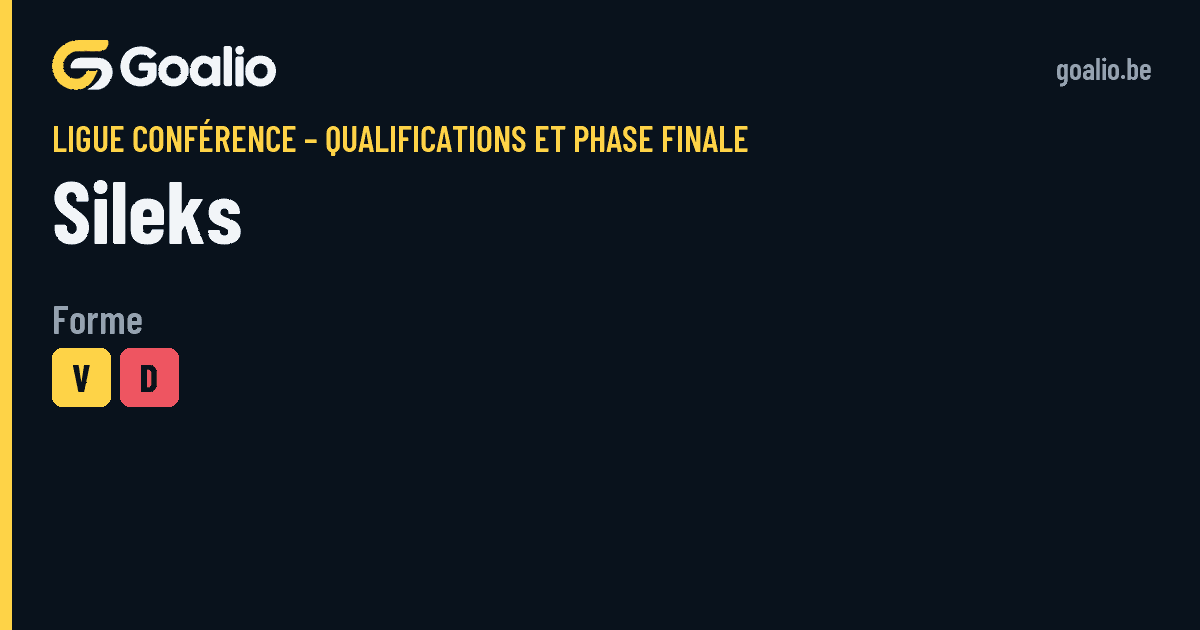 Goalio
goalio.be
LIGUE CONFÉRENCE – QUALIFICATIONS ET PHASE FINALE
Sileks
Forme
V D